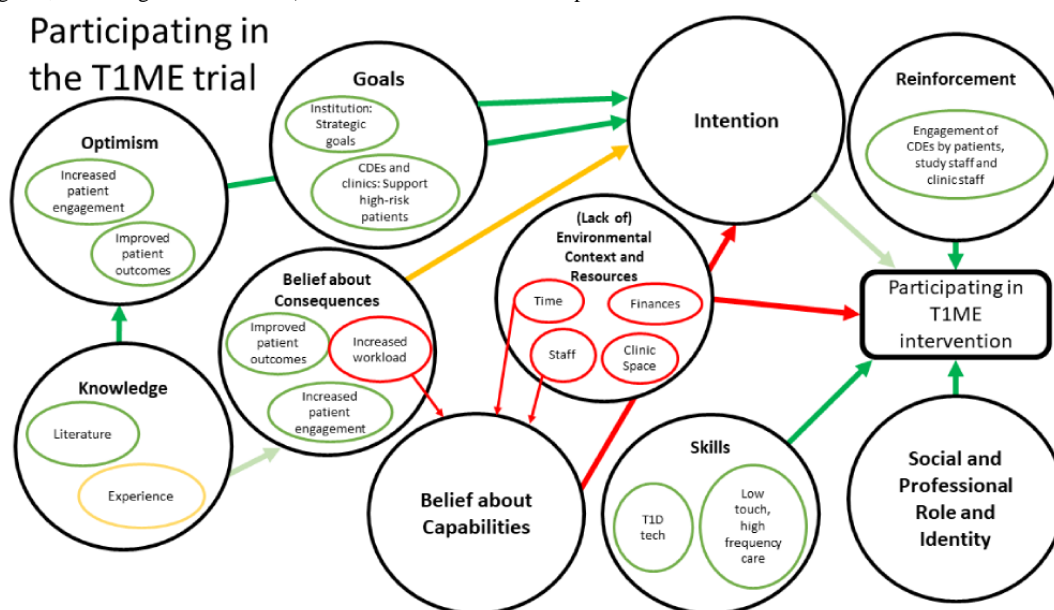 Participating in
the T1ME trial
Goals
Institution:
Strategic
goals
CDEs and
clinics: Support
high-risk
patients
Intention
Reinforcement
Engagement of
CDEs by patients,
study staff and
clinic staff
Optimism
Increased
patient
engagement
Improved
patient
outcomes
Belief about
Consequences
Improved
patient
outcomes
Increased
workload
Increased
patient
engagement
(Lack of)
Environmental
Context and
Resources
Time
Finances
Staff
Clinic
Space
Participating in
T1ME
intervention
Knowledge
Literature
Experience
Belief about
Capabilities
Skills
T1D
tech
Low
touch,
high
frequency
care
Social and
Professional
Role and
Identity